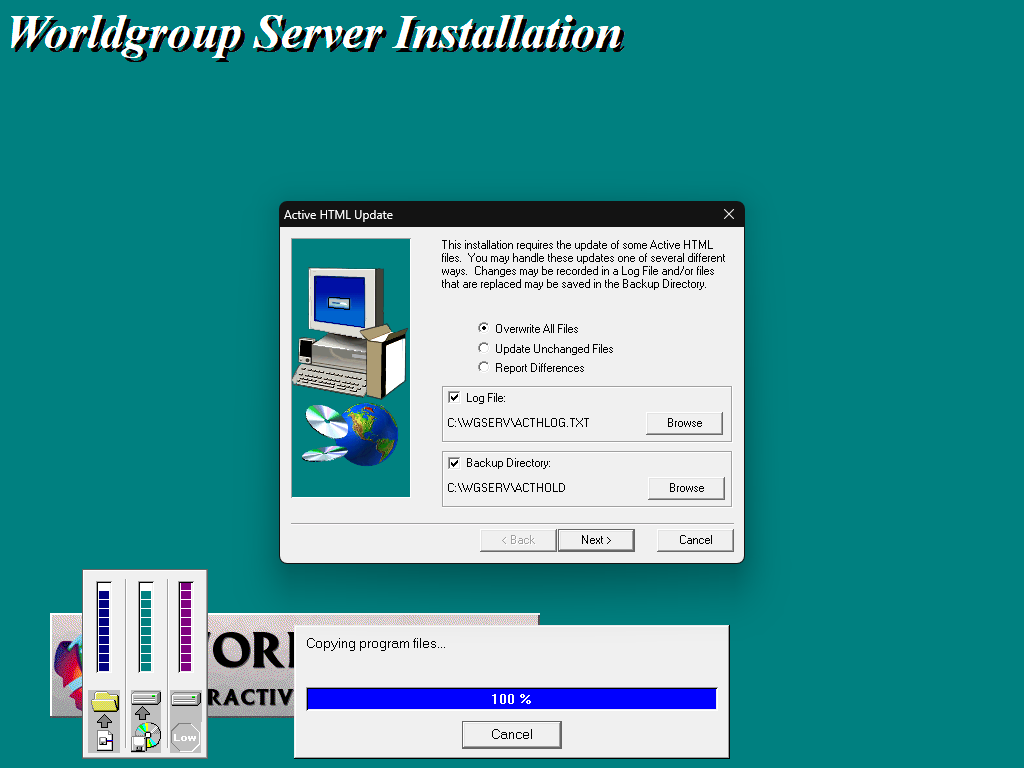 Worldgroup Server Installation
Active HTML Update
This installation requires the update of some Active HTML
files. You may handle these updates one of several different
ways. Changes may be recorded in a Log File and/or files
that are replaced may be saved in the Backup Directory.
Overwrite All Files
Update Unchanged Files
Report Differences
Log File:
C:\WGSERV\ACTHLOG.TXT
Browse
Backup Directory:
C:\WGSERV\ACTHOLD
Browse
< Back
Next >
Cancel
Copying program files...
100 %
Cancel
Low